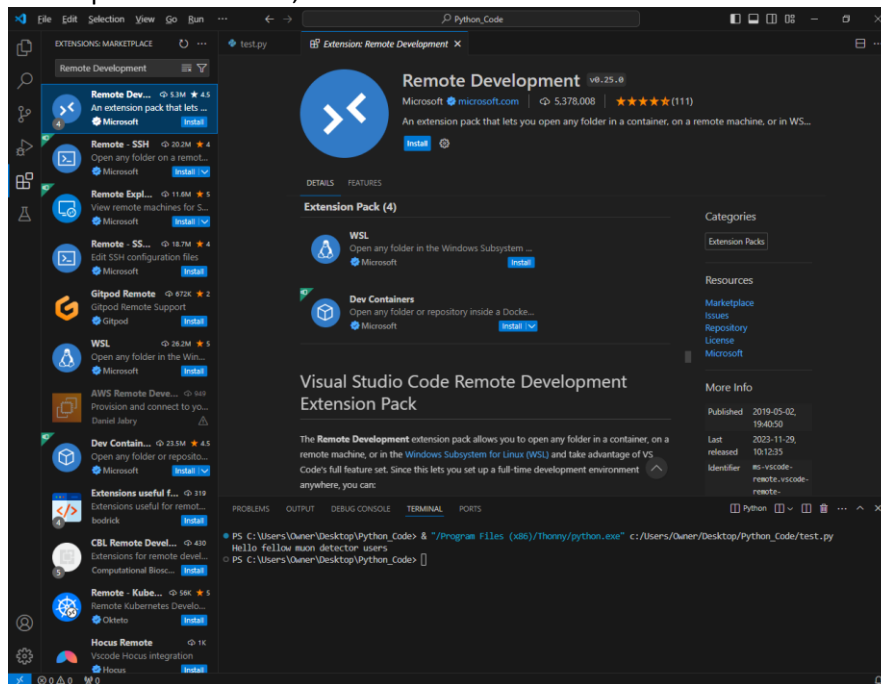 File Edit Selection View Go Run ... Python_Code
EXTENSIONS: MARKETPLACE
Remote Development
Remote Dev... 5.3M 4.5
An extension pack that lets ...
Microsoft Install
4
Remote - SSH 20.2M 4
Open any folder on a remot...
Microsoft Install
Remote Expl... 11.6M 5
View remote machines for S...
Microsoft Install
Remote - SS... 18.7M 4
Edit SSH configuration files
Microsoft Install
Gitpod Remote 672K 2
Gitpod Remote Support
Gitpod Install
WSL 26.2M 5
Open any folder in the Win...
Microsoft Install
AWS Remote Deve... 949
Provision and connect to yo...
Daniel Jabry
Dev Contain... 23.5M 4.5
Open any folder or reposito...
Microsoft Install
Extensions useful f... 319
Extensions useful for remot...
bodrick Install
4
CBL Remote Devel... 430
Extensions for remote devel...
Computational Biosc... Install
5
Remote - Kube... 56K 5
Remote Kubernetes Develo...
Okteto Install
Hocus Remote 1K
Vscode Hocus integration
Hocus Install
test.py Extension: Remote Development
Remote Development v0.25.0
Microsoft microsoft.com 5,378,008 (111)
An extension pack that lets you open any folder in a container, on a remote machine, or in WS...
Install
DETAILS FEATURES
Extension Pack (4)
WSL
Open any folder in the Windows Subsystem ...
Microsoft Install
Dev Containers
Open any folder or repository inside a Docke...
Microsoft Install
Visual Studio Code Remote Development
Extension Pack
The Remote Development extension pack allows you to open any folder in a container, on a
remote machine, or in the Windows Subsystem for Linux (WSL) and take advantage of VS
Code's full feature set. Since this lets you set up a full-time development environment
anywhere, you can:
Categories
Extension Packs
Resources
Marketplace
Issues
Repository
License
Microsoft
More Info
Published 2019-05-02,
19:40:50
Last 2023-11-29,
released 10:12:35
Identifier ms-vscode-
remote.vscode-
remote-
PROBLEMS OUTPUT DEBUG CONSOLE TERMINAL PORTS Python
PS C:\Users\Owner\Desktop\Python_Code> & "/Program Files (x86)/Thonny/python.exe" c:/Users/Owner/Desktop/Python_Code/test.py
Hello fellow muon detector users
PS C:\Users\Owner\Desktop\Python_Code>
0 0 0